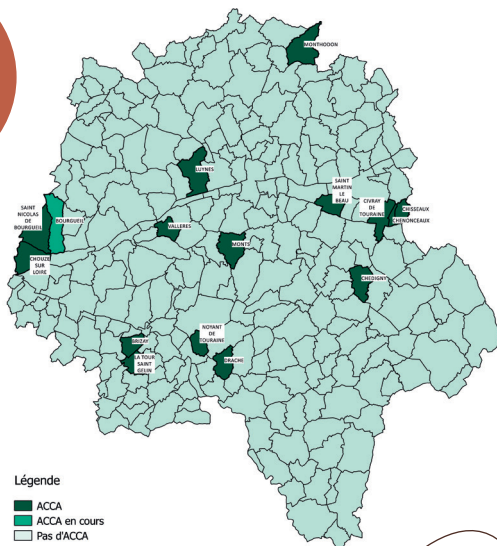 MONTHODON
LUYNES
SAINT
MARTIN
LE
BEAU
CIVRAY
DE
TOURAINE
CHISSEAUX
CHENONCEAUX
SAINT
NICOLAS
DE
BOURGUEIL
BOURGUEIL
VALLERES
MONTS
CHOUZE
SUR
LOIRE
CHEDIGNY
NOYANT
DE
TOURAINE
BRIZAY
LA TOUR
SAINT
GELIN
DRACHE
Légende
ACCA
ACCA en cours
Pas d'ACCA